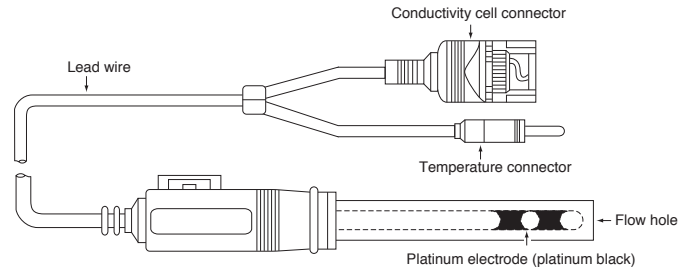 Conductivity cell connector
Lead wire
Temperature connector
Flow hole
Platinum electrode (platinum black)